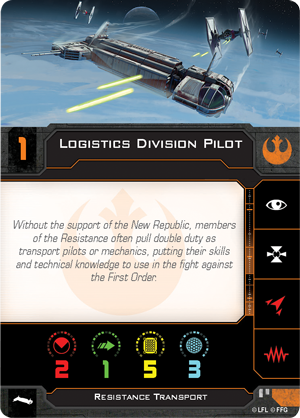 1 Logistics Division Pilot
Without the support of the New Republic, members
of the Resistance often pull double duty as
transport pilots or mechanics, putting their skills
and technical knowledge to use in the fight against
the First Order.
2 1 5 3
Resistance Transport
© LFL © FFG